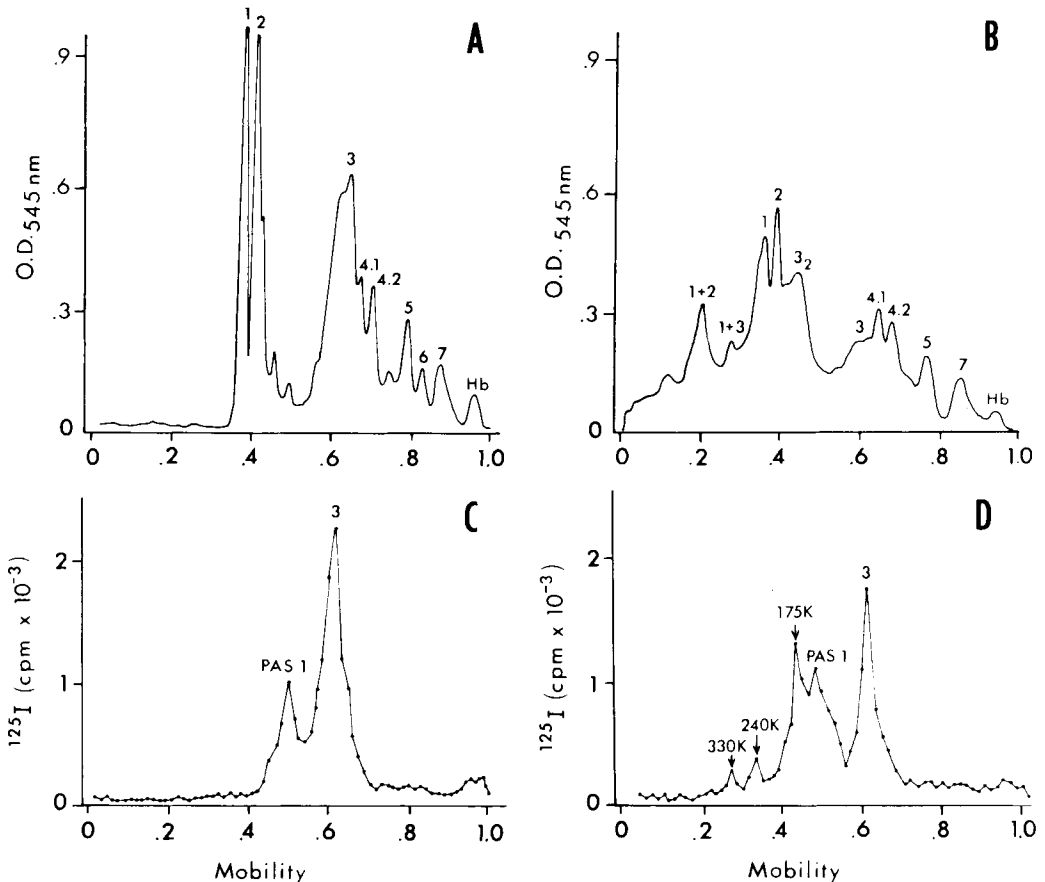 A
B
O.D. 545 nm
.9
.6
.3
0
1
2
3
4.1
4.2
5
6
7
Hb
0 .2 .4 .6 .8 1.0
O.D. 545 nm
.9
.6
.3
0
1+2
1+3
1
2
3₂
3
4.1
4.2
5
7
Hb
0 .2 .4 .6 .8 1.0
C
D
¹²⁵I (cpm x 10⁻³)
2
1
0
PAS 1
3
0 .2 .4 .6 .8 1.0
Mobility
¹²⁵I (cpm x 10⁻³)
2
1
0
330K
240K
175K
PAS 1
3
0 .2 .4 .6 .8 1.0
Mobility